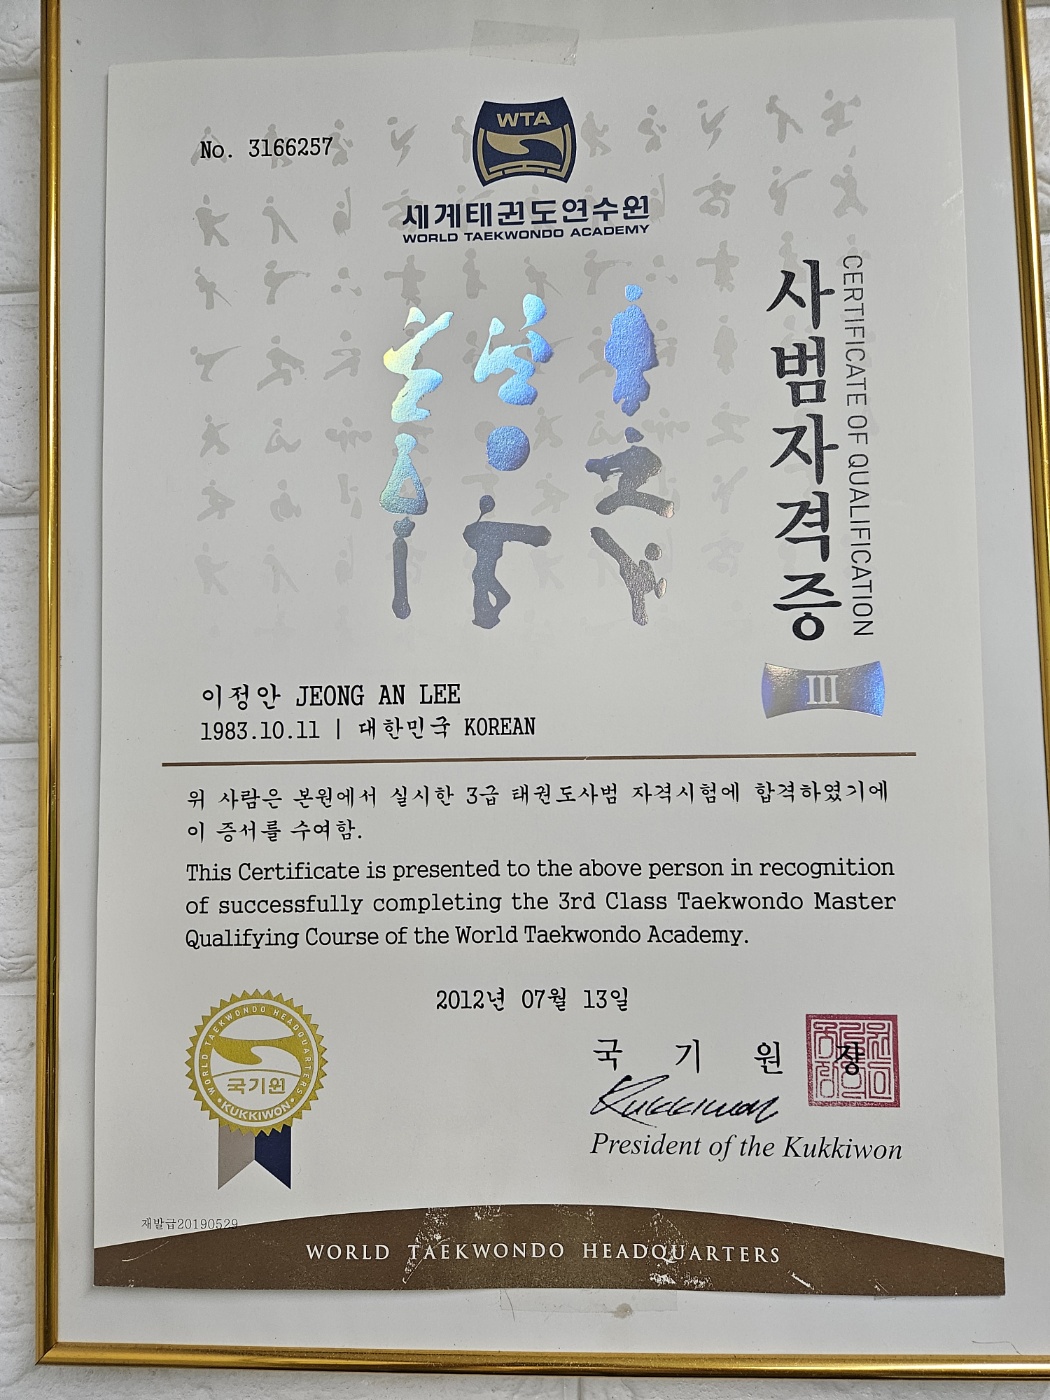 No. 3166257
WTA
세계태권도연수원
WORLD TAEKWONDO ACADEMY
사범자격증
CERTIFICATE OF QUALIFICATION
III
이정안 JEONG AN LEE
1983.10.11 | 대한민국 KOREAN
위 사람은 본원에서 실시한 3급 태권도사범 자격시험에 합격하였기에
이 증서를 수여함.
This Certificate is presented to the above person in recognition
of successfully completing the 3rd Class Taekwondo Master
Qualifying Course of the World Taekwondo Academy.
2012년 07월 13일
국 기 원 장
Kukkiwon
President of the Kukkiwon
WORLD TAEKWONDO HEADQUARTERS
국기원
KUKKIWON
재발급20190529
WORLD TAEKWONDO HEADQUARTERS